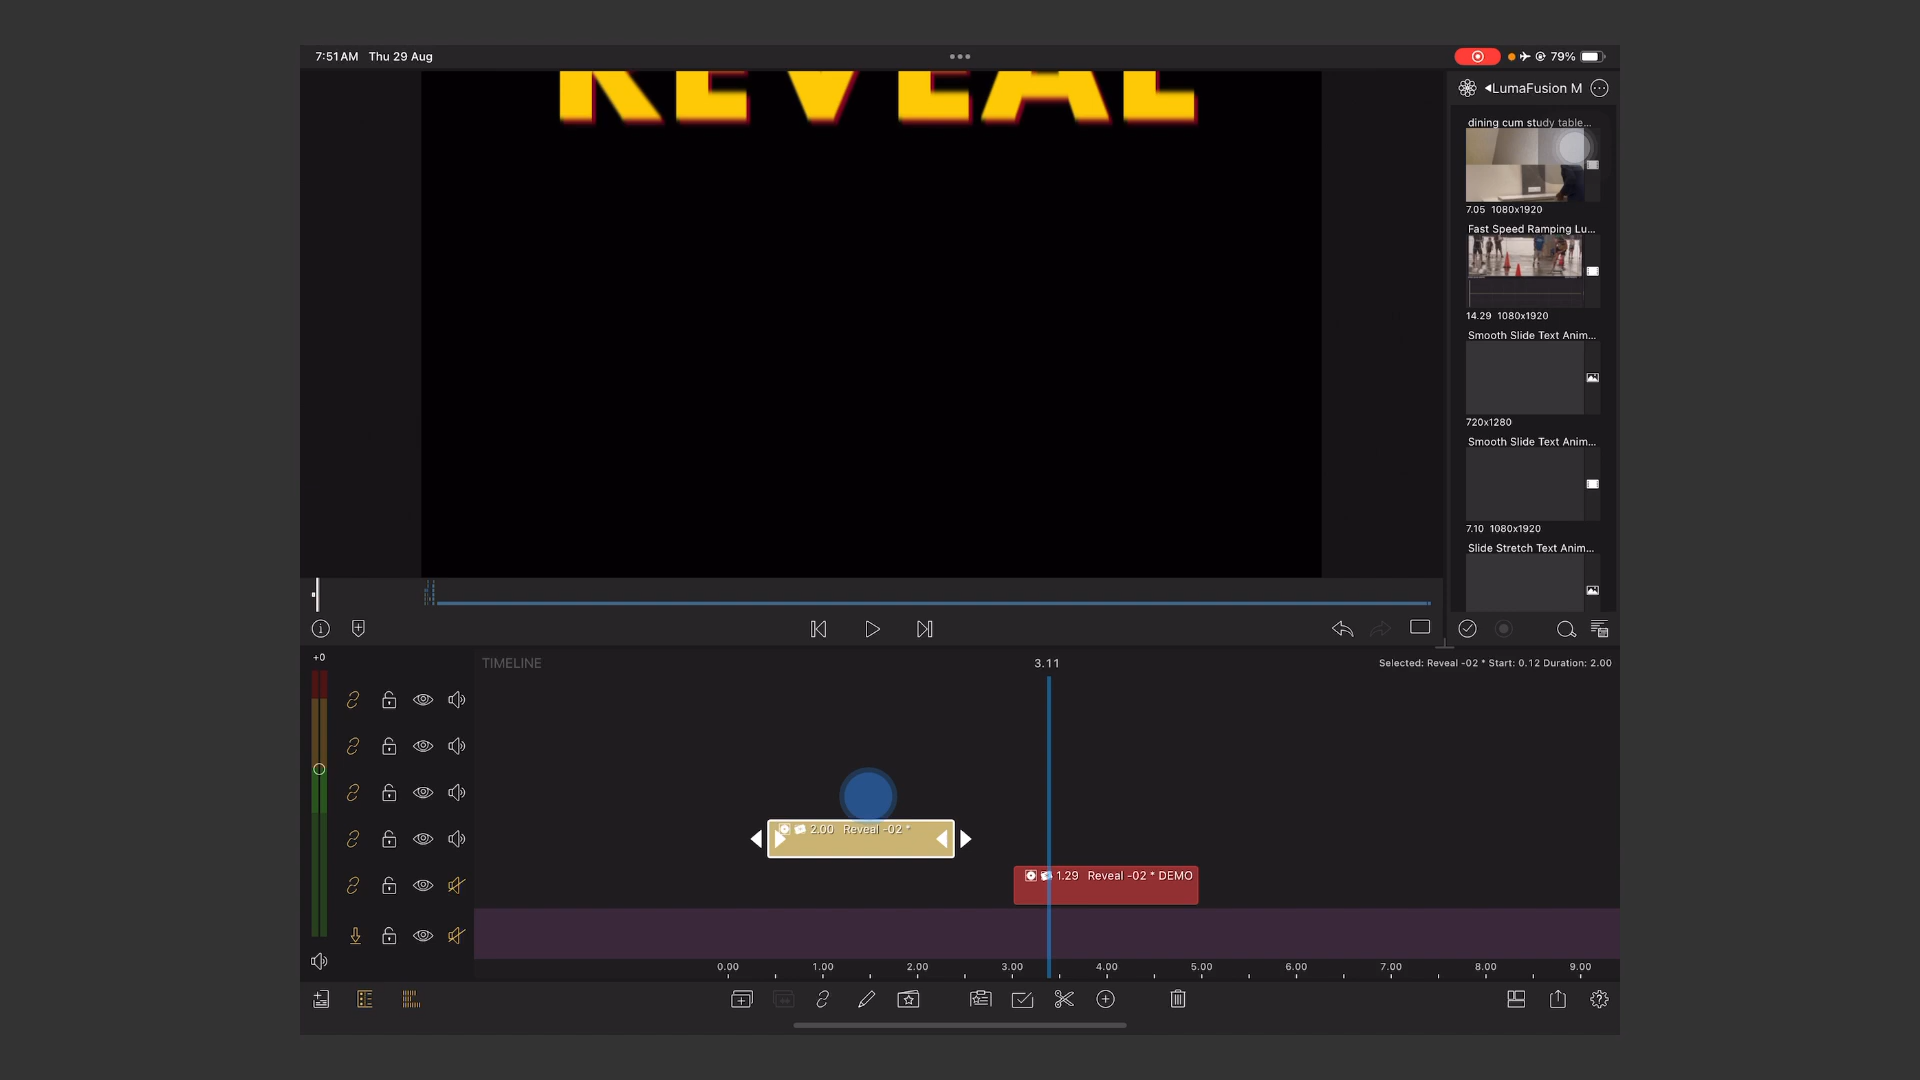 7:51AM Thu 29 Aug
79%
REVEAL
LumaFusion M
dining cum study table...
7.05 1080x1920
Fast Speed Ramping Lu...
14.29 1080x1920
Smooth Slide Text Anim...
720x1280
Smooth Slide Text Anim...
7.10 1080x1920
Slide Stretch Text Anim...
+0
TIMELINE
3.11
Selected: Reveal -02 * Start: 0.12 Duration: 2.00
2.00 Reveal -02 *
1.29 Reveal -02 * DEMO
0.00 1.00 2.00 3.00 4.00 5.00 6.00 7.00 8.00 9.00